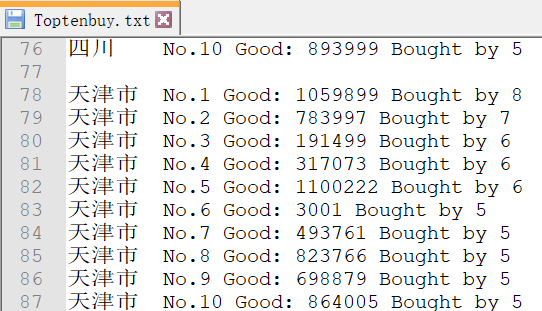 Toptenbuy.txt
76 四川 No.10 Good: 893999 Bought by 5
77
78 天津市 No.1 Good: 1059899 Bought by 8
79 天津市 No.2 Good: 783997 Bought by 7
80 天津市 No.3 Good: 191499 Bought by 6
81 天津市 No.4 Good: 317073 Bought by 6
82 天津市 No.5 Good: 1100222 Bought by 6
83 天津市 No.6 Good: 3001 Bought by 5
84 天津市 No.7 Good: 493761 Bought by 5
85 天津市 No.8 Good: 823766 Bought by 5
86 天津市 No.9 Good: 698879 Bought by 5
87 天津市 No.10 Good: 864005 Bought by 5